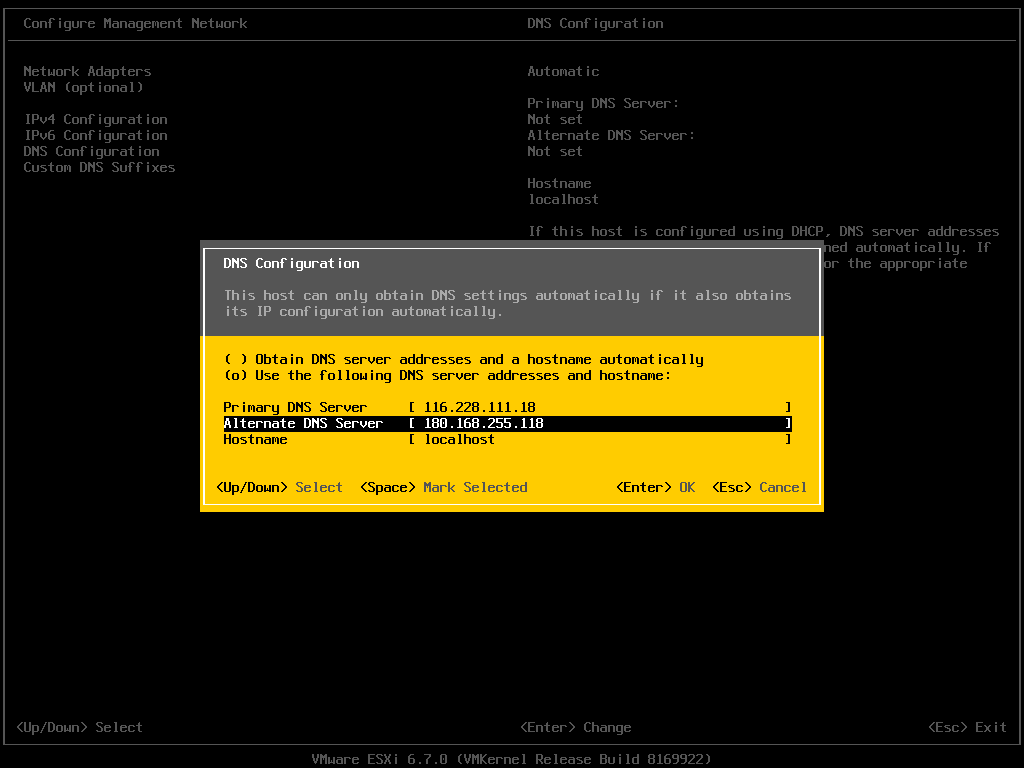 Configure Management Network
DNS Configuration
Network Adapters
VLAN (optional)
IPv4 Configuration
IPv6 Configuration
DNS Configuration
Custom DNS Suffixes
Automatic
Primary DNS Server:
Not set
Alternate DNS Server:
Not set
Hostname
localhost
If this host is configured using DHCP, DNS server addresses
ned automatically. If
or the appropriate
DNS Configuration
This host can only obtain DNS settings automatically if it also obtains
its IP configuration automatically.
( ) Obtain DNS server addresses and a hostname automatically
(o) Use the following DNS server addresses and hostname:
Primary DNS Server [ 116.228.111.18 ]
Alternate DNS Server [ 180.168.255.118 ]
Hostname [ localhost ]
<Up/Down> Select <Space> Mark Selected <Enter> OK <Esc> Cancel
<Up/Down> Select <Enter> Change <Esc> Exit
VMware ESXi 6.7.0 (VMKernel Release Build 8169922)